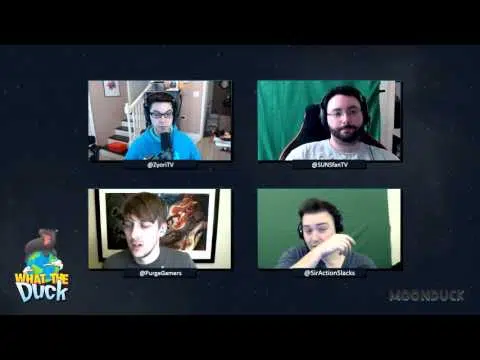 @ZyoriTV
@SUNSfanTV
@PurgeGamers
@SirActionSlacks
WHAT THE
DUCK
MOONDUCK